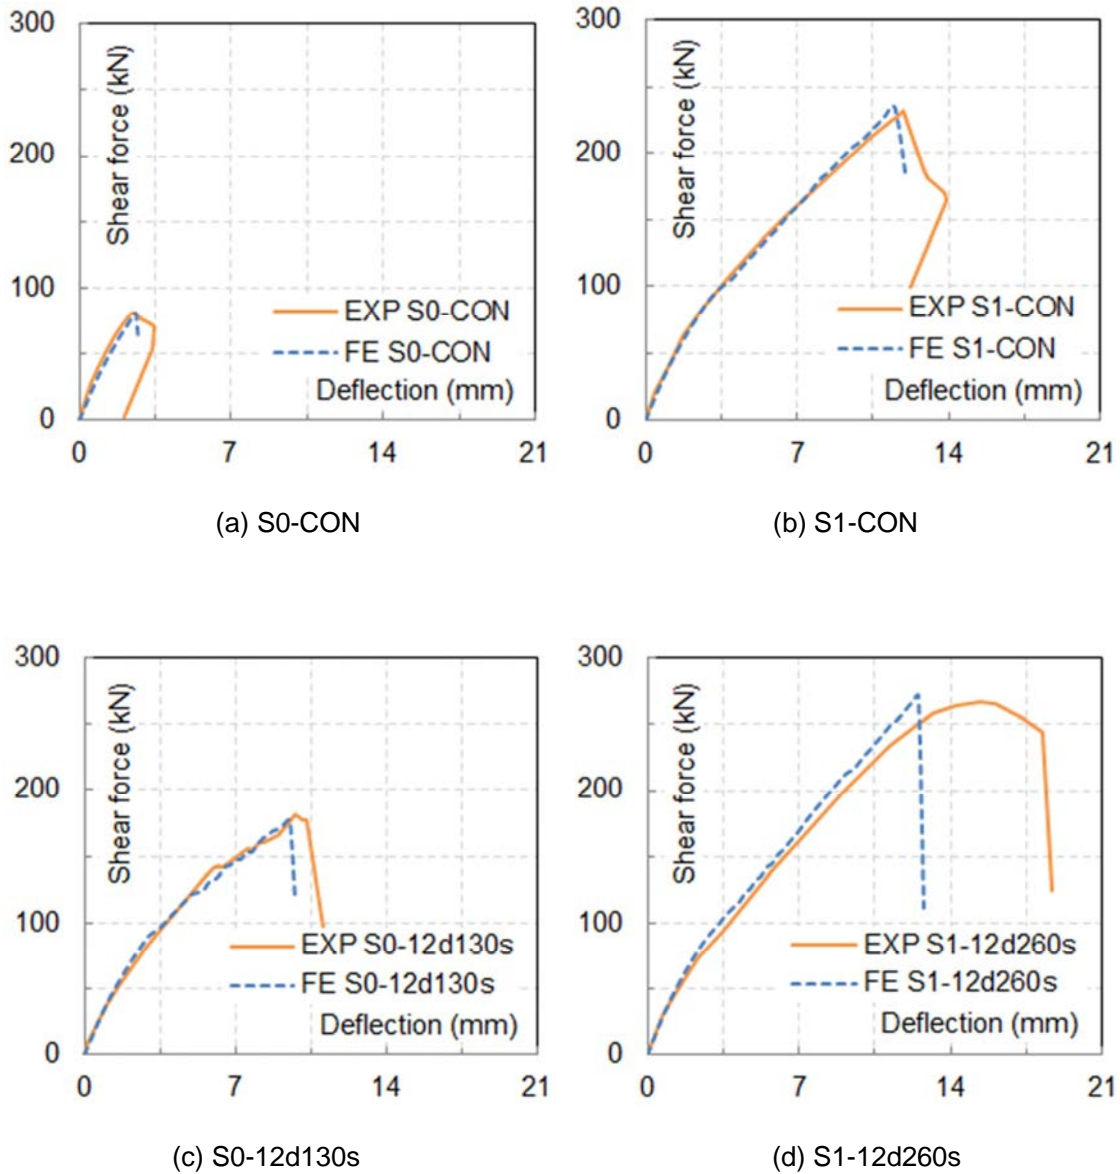 300
200
100
0
Shear force (kN)
EXP S0-CON
FE S0-CON
Deflection (mm)
0 7 14 21
(a) S0-CON
300
200
100
0
Shear force (kN)
EXP S1-CON
FE S1-CON
Deflection (mm)
0 7 14 21
(b) S1-CON
300
200
100
0
Shear force (kN)
EXP S0-12d130s
FE S0-12d130s
Deflection (mm)
0 7 14 21
(c) S0-12d130s
300
200
100
0
Shear force (kN)
EXP S1-12d260s
FE S1-12d260s
Deflection (mm)
0 7 14 21
(d) S1-12d260s